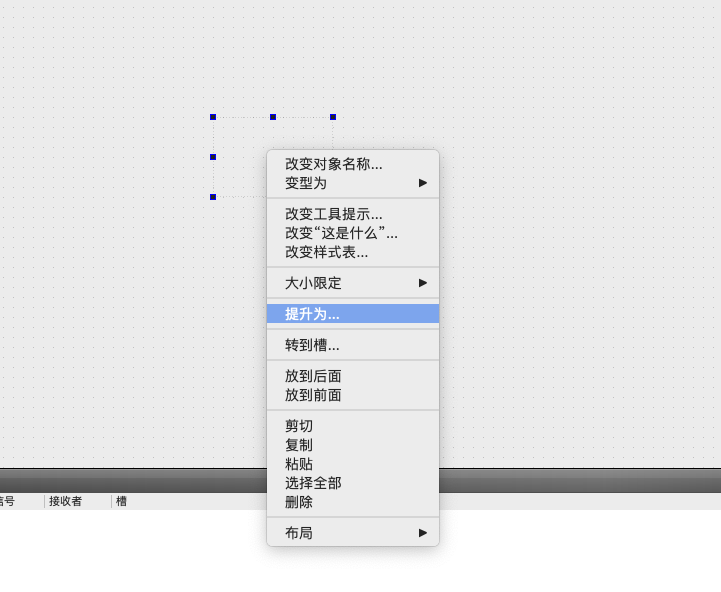 改变对象名称...
变型为
改变工具提示...
改变“这是什么”...
改变样式表...
大小限定
提升为...
转到槽...
放到后面
放到前面
剪切
复制
粘贴
选择全部
删除
号 接收者 槽
布局